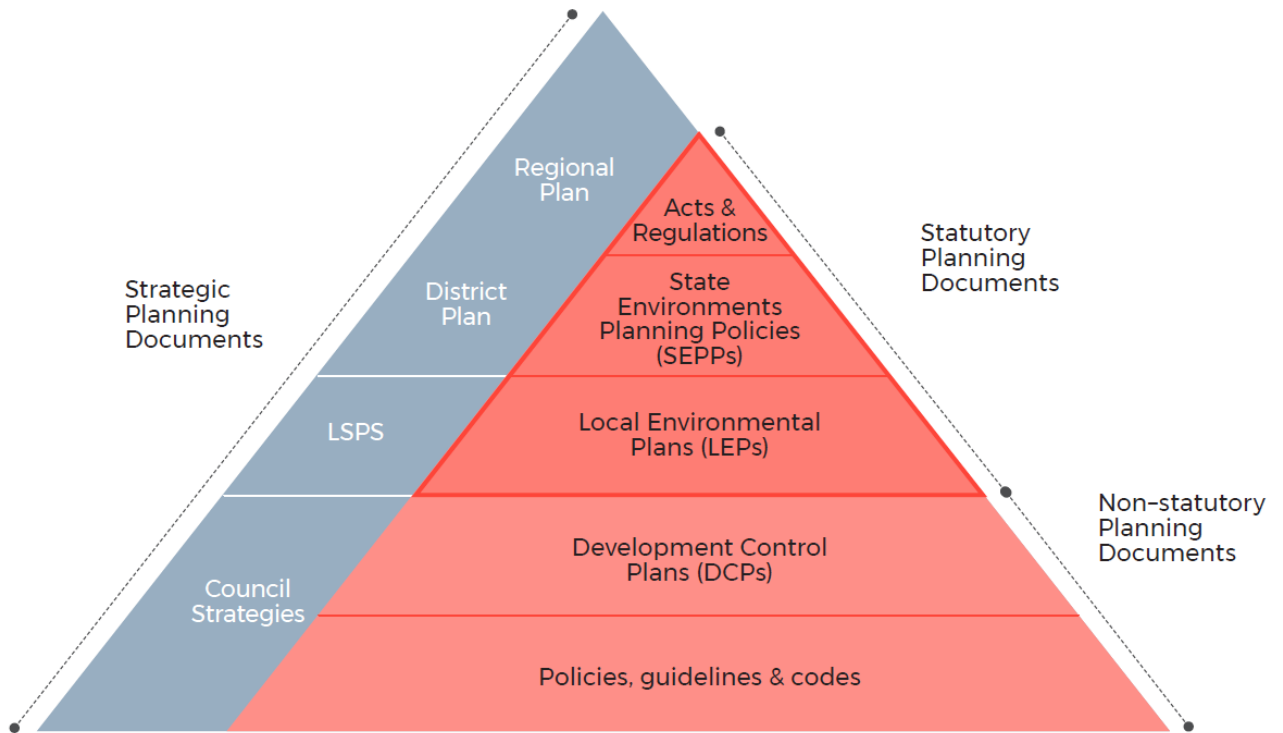 Regional
Plan
Acts &
Regulations
Statutory
Planning
Documents
Strategic
Planning
Documents
District
Plan
State
Environments
Planning Policies
(SEPPs)
LSPS
Local Environmental
Plans (LEPs)
Non-statutory
Planning
Documents
Development Control
Plans (DCPs)
Council
Strategies
Policies, guidelines & codes